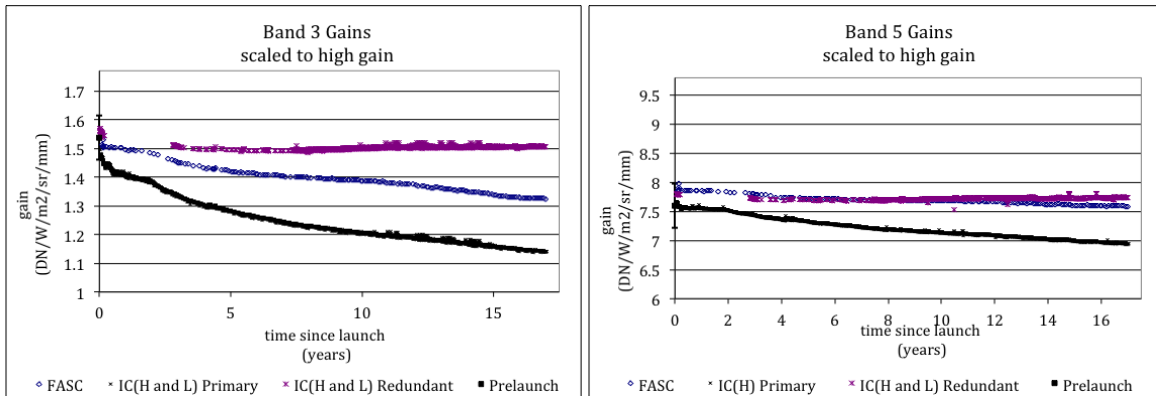 Band 3 Gains
scaled to high gain
gain
(DN/W/m2/sr/mm)
1.7
1.6
1.5
1.4
1.3
1.2
1.1
1
0 5 10 15
time since launch
(years)
FASC IC(H and L) Primary IC(H and L) Redundant Prelaunch
Band 5 Gains
scaled to high gain
gain
(DN/W/m2/sr/mm)
9.5
9
8.5
8
7.5
7
6.5
6
0 2 4 6 8 10 12 14 16
time since launch
(years)
FASC IC(H) Primary IC(H and L) Redundant Prelaunch